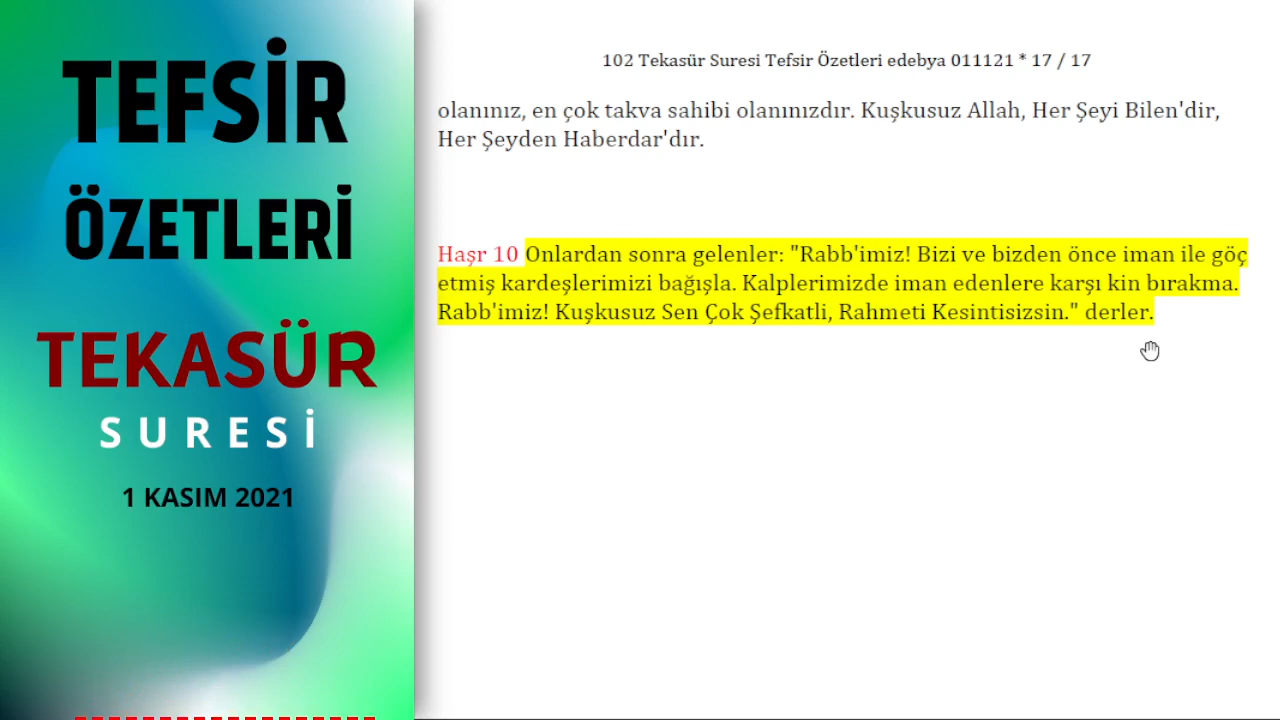 TEFSİR
ÖZETLERİ
TEKASÜR
SURESİ
1 KASIM 2021
102 Tekasür Suresi Tefsir Özetleri edebya 011121 * 17 / 17
olanınız, en çok takva sahibi olanınızdır. Kuşkusuz Allah, Her Şeyi Bilen'dir,
Her Şeyden Haberdar'dır.
Haşr 10 Onlardan sonra gelenler: "Rabb'imiz! Bizi ve bizden önce iman ile göç
etmiş kardeşlerimizi bağışla. Kalplerimizde iman edenlere karşı kin bırakma.
Rabb'imiz! Kuşkusuz Sen Çok Şefkatli, Rahmeti Kesintisizsin." derler.